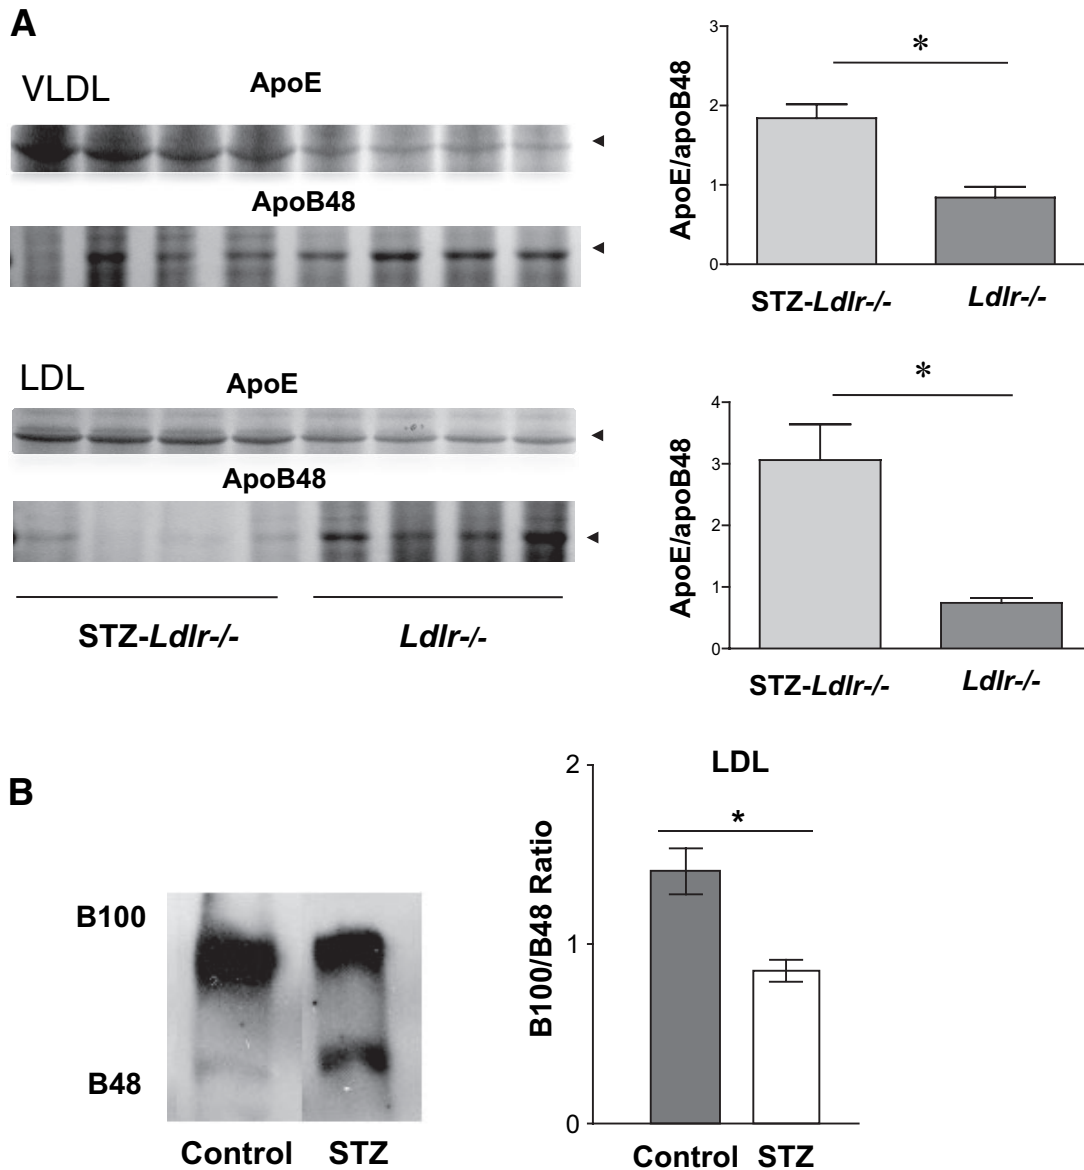 A
VLDL
ApoE
ApoB48
3
2
1
0
ApoE/apoB48
*
STZ-Ldlr-/-
Ldlr-/-
LDL
ApoE
ApoB48
STZ-Ldlr-/-
Ldlr-/-
4
3
2
1
0
ApoE/apoB48
*
STZ-Ldlr-/-
Ldlr-/-
B
B100
B48
Control
STZ
LDL
2
1
0
B100/B48 Ratio
*
Control
STZ